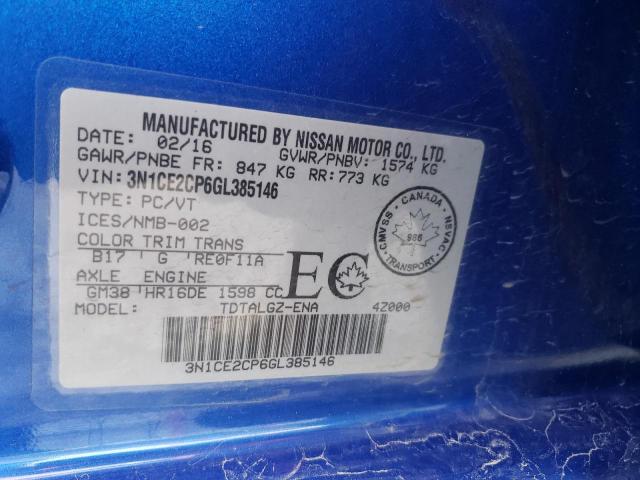 MANUFACTURED BY NISSAN MOTOR CO., LTD.
DATE: 02/16 GVWR/PNBV: 1574 KG
GAWR/PNBE FR: 847 KG RR: 773 KG
VIN: 3N1CE2CP6GL385146
TYPE: PC/VT
ICES/NMB-002
COLOR TRIM TRANS
B17 ' G ' RE0F11A
AXLE ENGINE
GM38 ' HR16DE 1598 CC
MODEL: TDTALGZ-ENA 4Z000
EC
CANADA
CMVSS • NSVAC
986
TRANSPORT
3N1CE2CP6GL385146